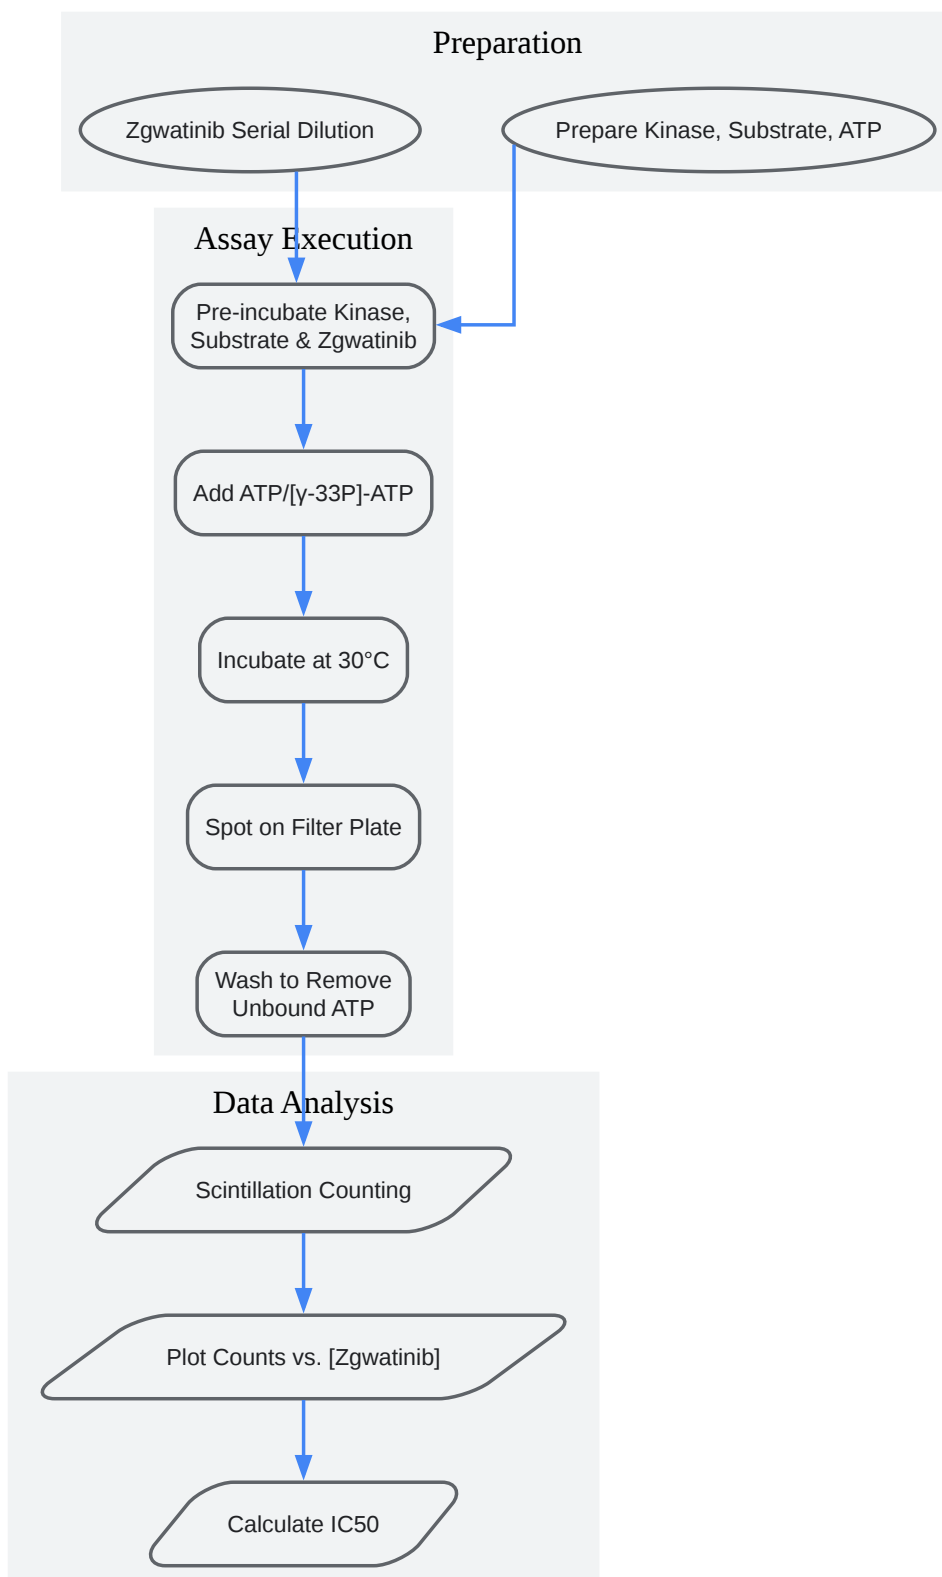 Preparation
Zgwatinib Serial Dilution
Prepare Kinase, Substrate, ATP
Assay Execution
Pre-incubate Kinase,
Substrate & Zgwatinib
Add ATP/[γ-33P]-ATP
Incubate at 30°C
Spot on Filter Plate
Wash to Remove
Unbound ATP
Data Analysis
Scintillation Counting
Plot Counts vs. [Zgwatinib]
Calculate IC50